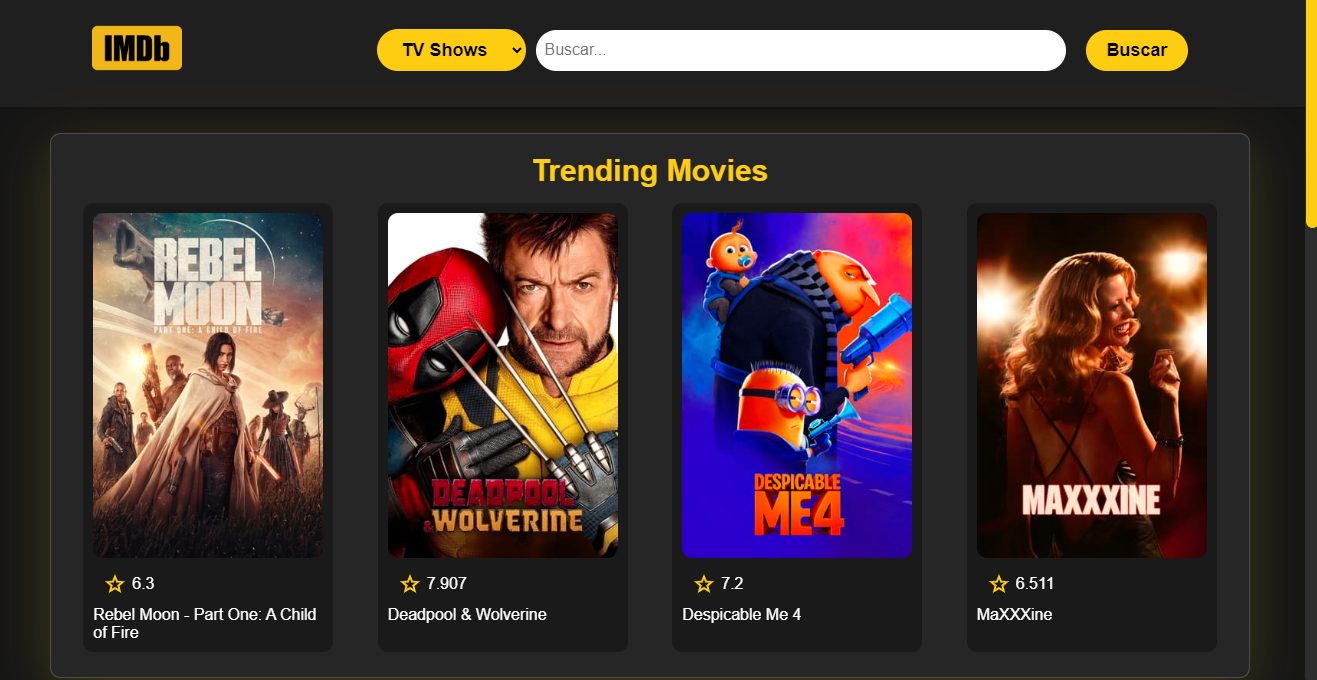 IMDb
TV Shows
Buscar...
Buscar
Trending Movies
REBEL
MOON
PART ONE: A CHILD OF FIRE
DEADPOOL
& WOLVERINE
DESPICABLE
ME4
MAXXXINE
6.3
7.907
7.2
6.511
Rebel Moon - Part One: A Child
of Fire
Deadpool & Wolverine
Despicable Me 4
MaXXXine